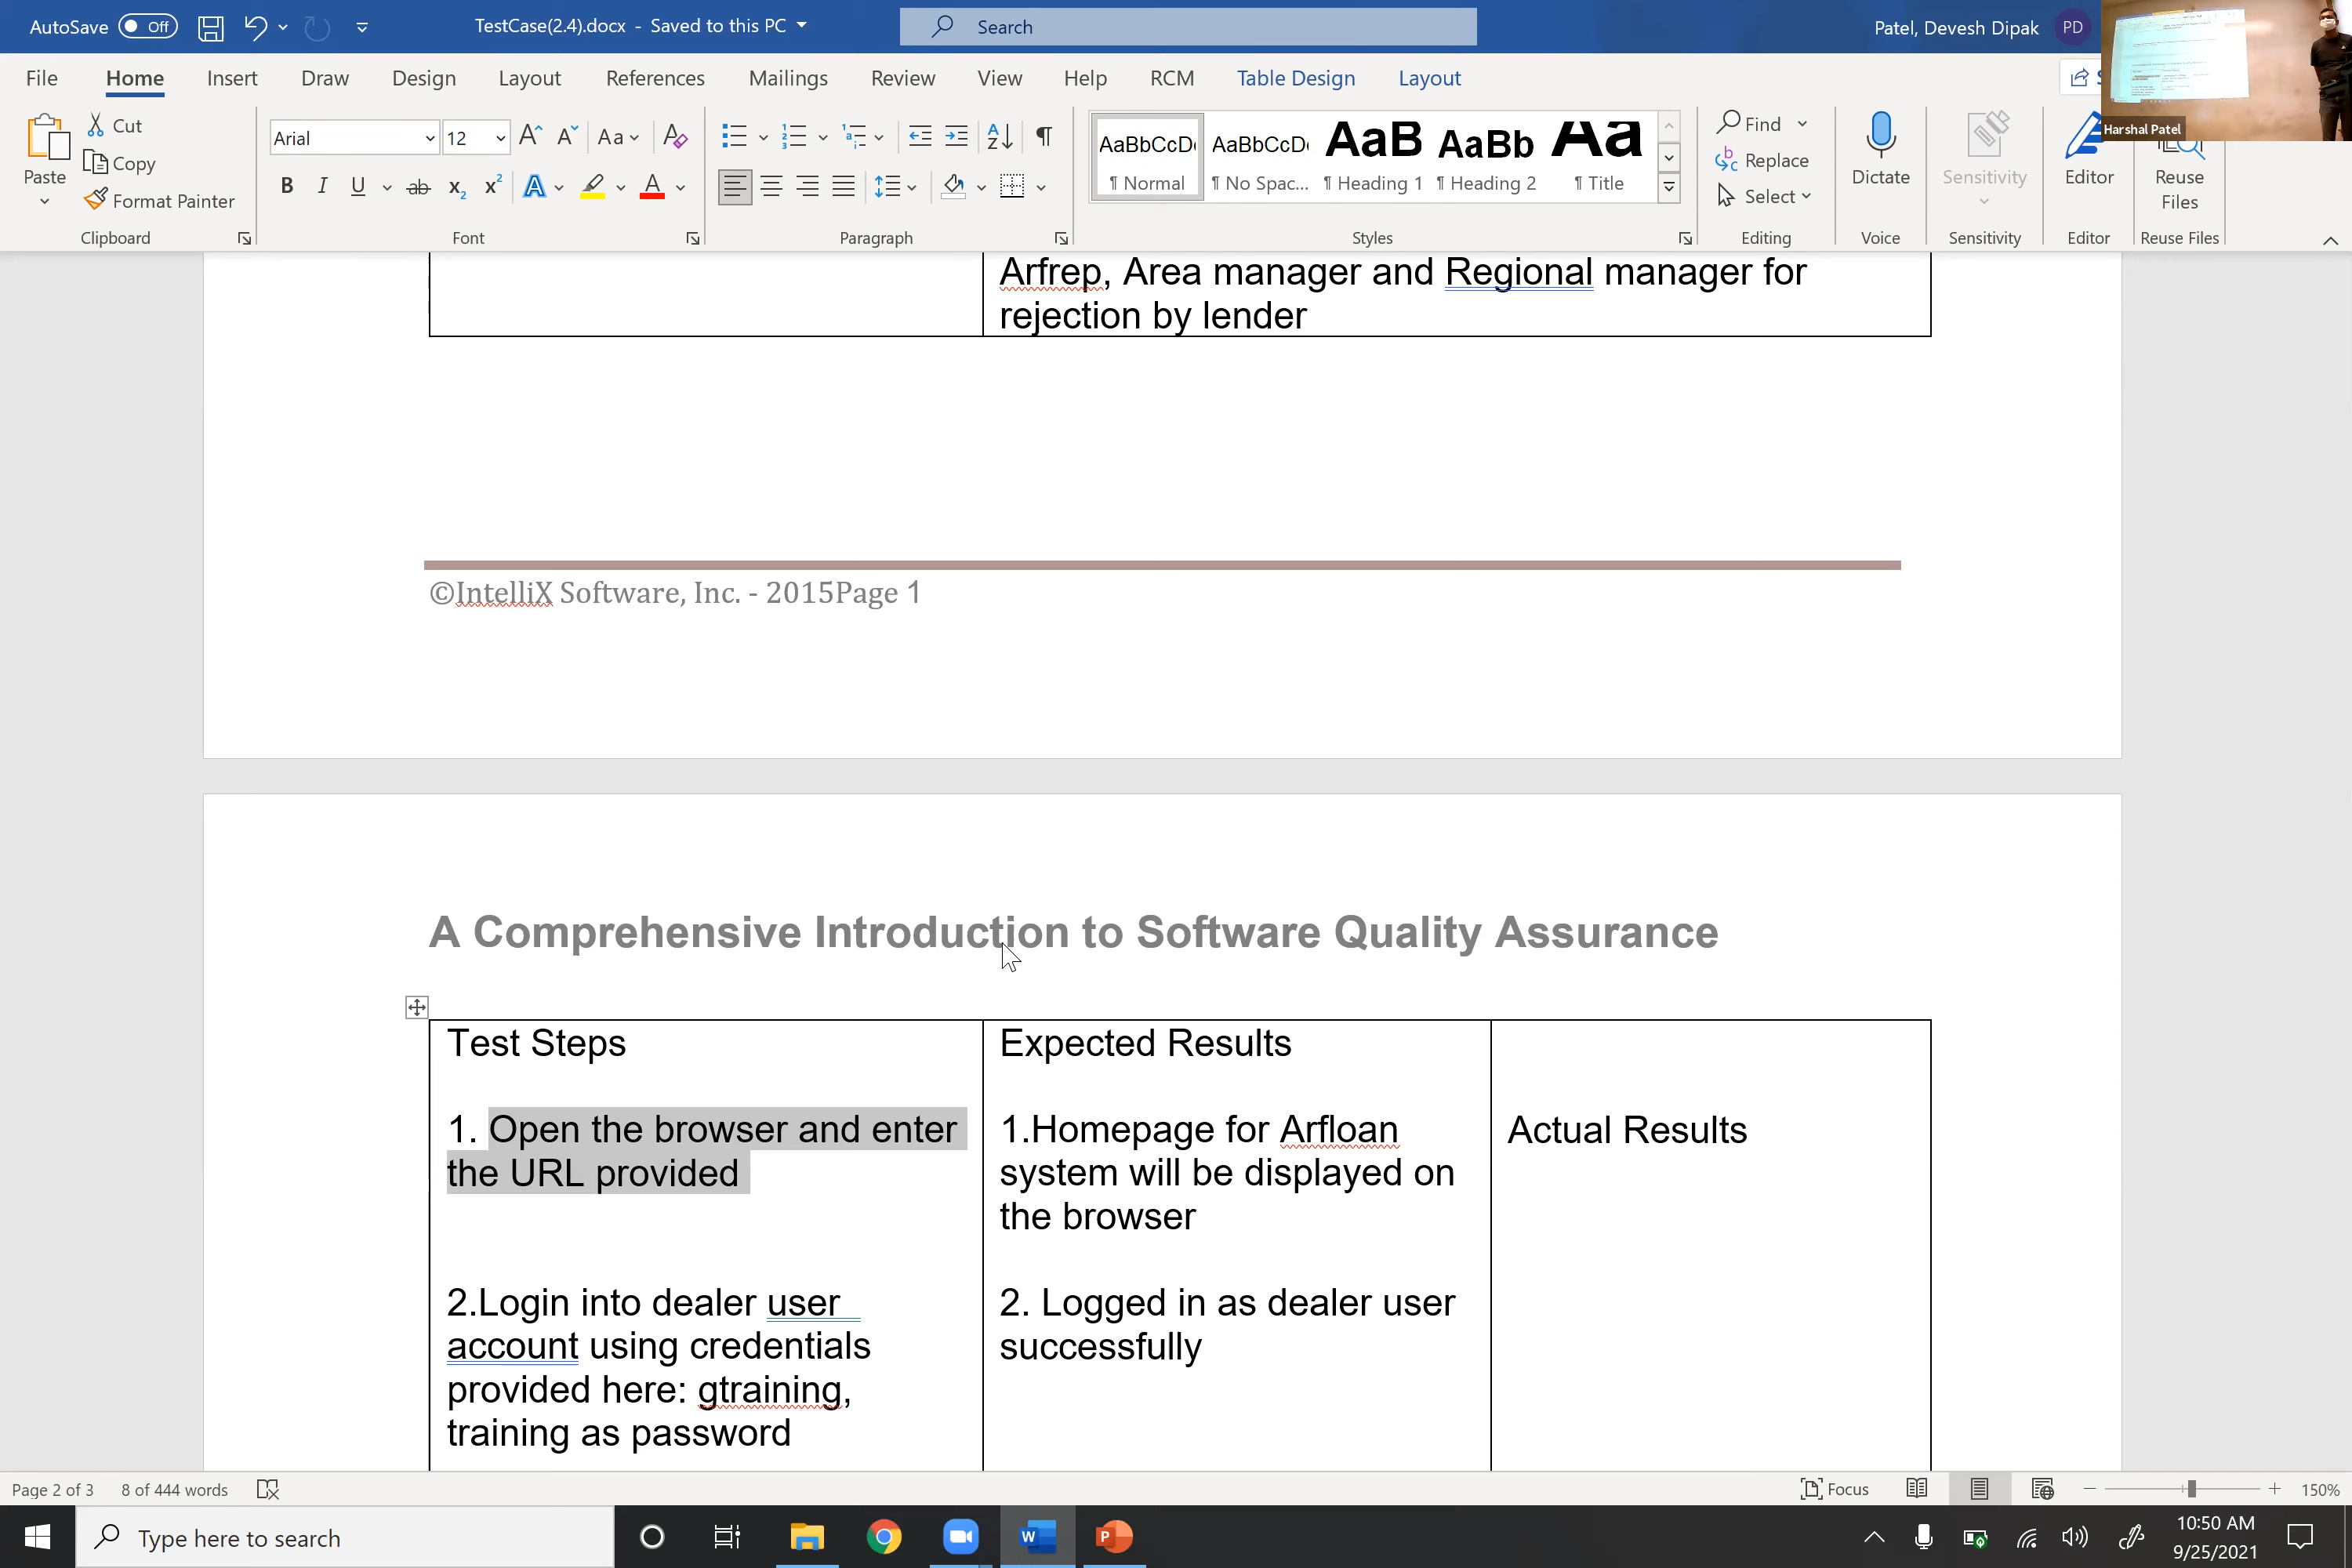 AutoSave Off TestCase(2.4).docx - Saved to this PC Search Patel, Devesh Dipak PD
File Home Insert Draw Design Layout References Mailings Review View Help RCM Table Design Layout
Harshal Patel
Paste
Cut
Copy
Format Painter
Clipboard
Arial 12
Font
Paragraph
AaBbCcD AaBbCcD AaB AaBb Aa
¶ Normal ¶ No Spac... ¶ Heading 1 ¶ Heading 2 ¶ Title
Styles
Find
Replace
Select
Editing
Dictate
Voice
Sensitivity
Sensitivity
Editor
Editor
Reuse
Files
Reuse Files
Arfrep, Area manager and Regional manager for
rejection by lender
©IntelliX Software, Inc. - 2015Page 1
A Comprehensive Introduction to Software Quality Assurance
Test Steps
1. Open the browser and enter
the URL provided
2.Login into dealer user
account using credentials
provided here: gtraining,
training as password
Expected Results
1.Homepage for Arfloan
system will be displayed on
the browser
2. Logged in as dealer user
successfully
Actual Results
Page 2 of 3 8 of 444 words Focus 150%
Type here to search
10:50 AM
9/25/2021